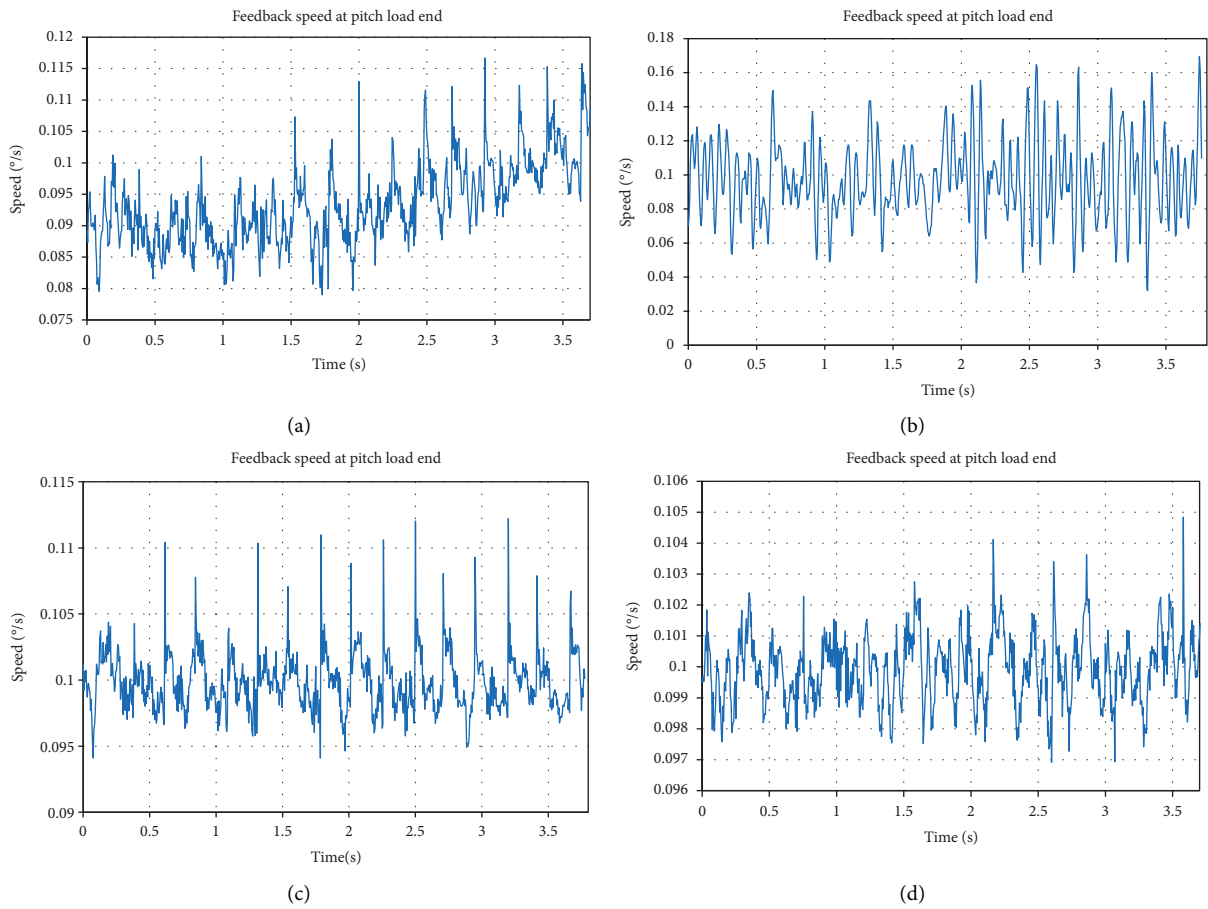 Feedback speed at pitch load end
0.12
0.115
0.11
0.105
0.1
0.095
0.090
0.085
0.08
0.075
Speed (°/s)
0 0.5 1 1.5 2 2.5 3 3.5
Time (s)
(a)
Feedback speed at pitch load end
0.18
0.16
0.14
0.12
0.1
0.08
0.06
0.04
0.02
0
Speed (°/s)
0 0.5 1 1.5 2 2.5 3 3.5
Time (s)
(b)
Feedback speed at pitch load end
0.115
0.11
0.105
0.1
0.095
0.09
Speed (°/s)
0 0.5 1 1.5 2 2.5 3 3.5
Time(s)
(c)
Feedback speed at pitch load end
0.106
0.105
0.104
0.103
0.102
0.101
0.1
0.099
0.098
0.097
0.096
Speed (°/s)
0 0.5 1 1.5 2 2.5 3 3.5
Time (s)
(d)